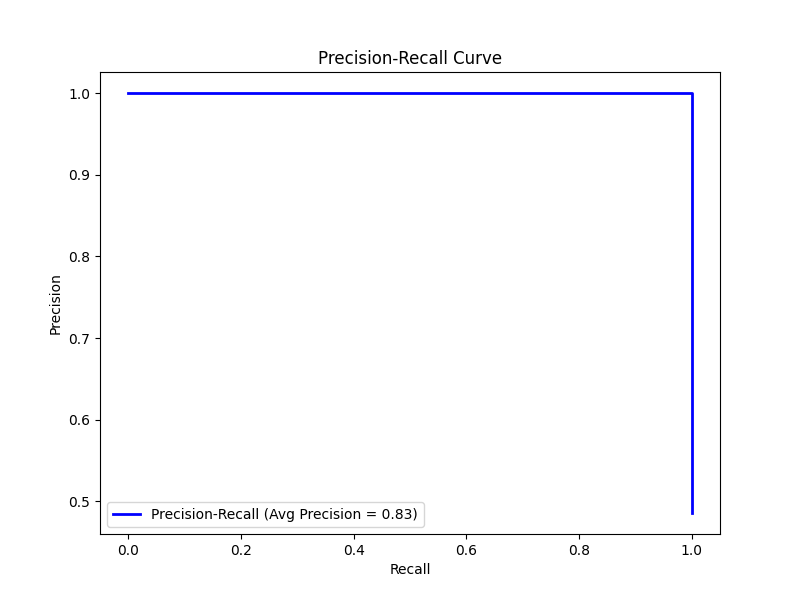 Precision-Recall Curve
1.0
0.9
0.8
0.7
0.6
0.5
Precision
Precision-Recall (Avg Precision = 0.83)
0.0 0.2 0.4 0.6 0.8 1.0
Recall